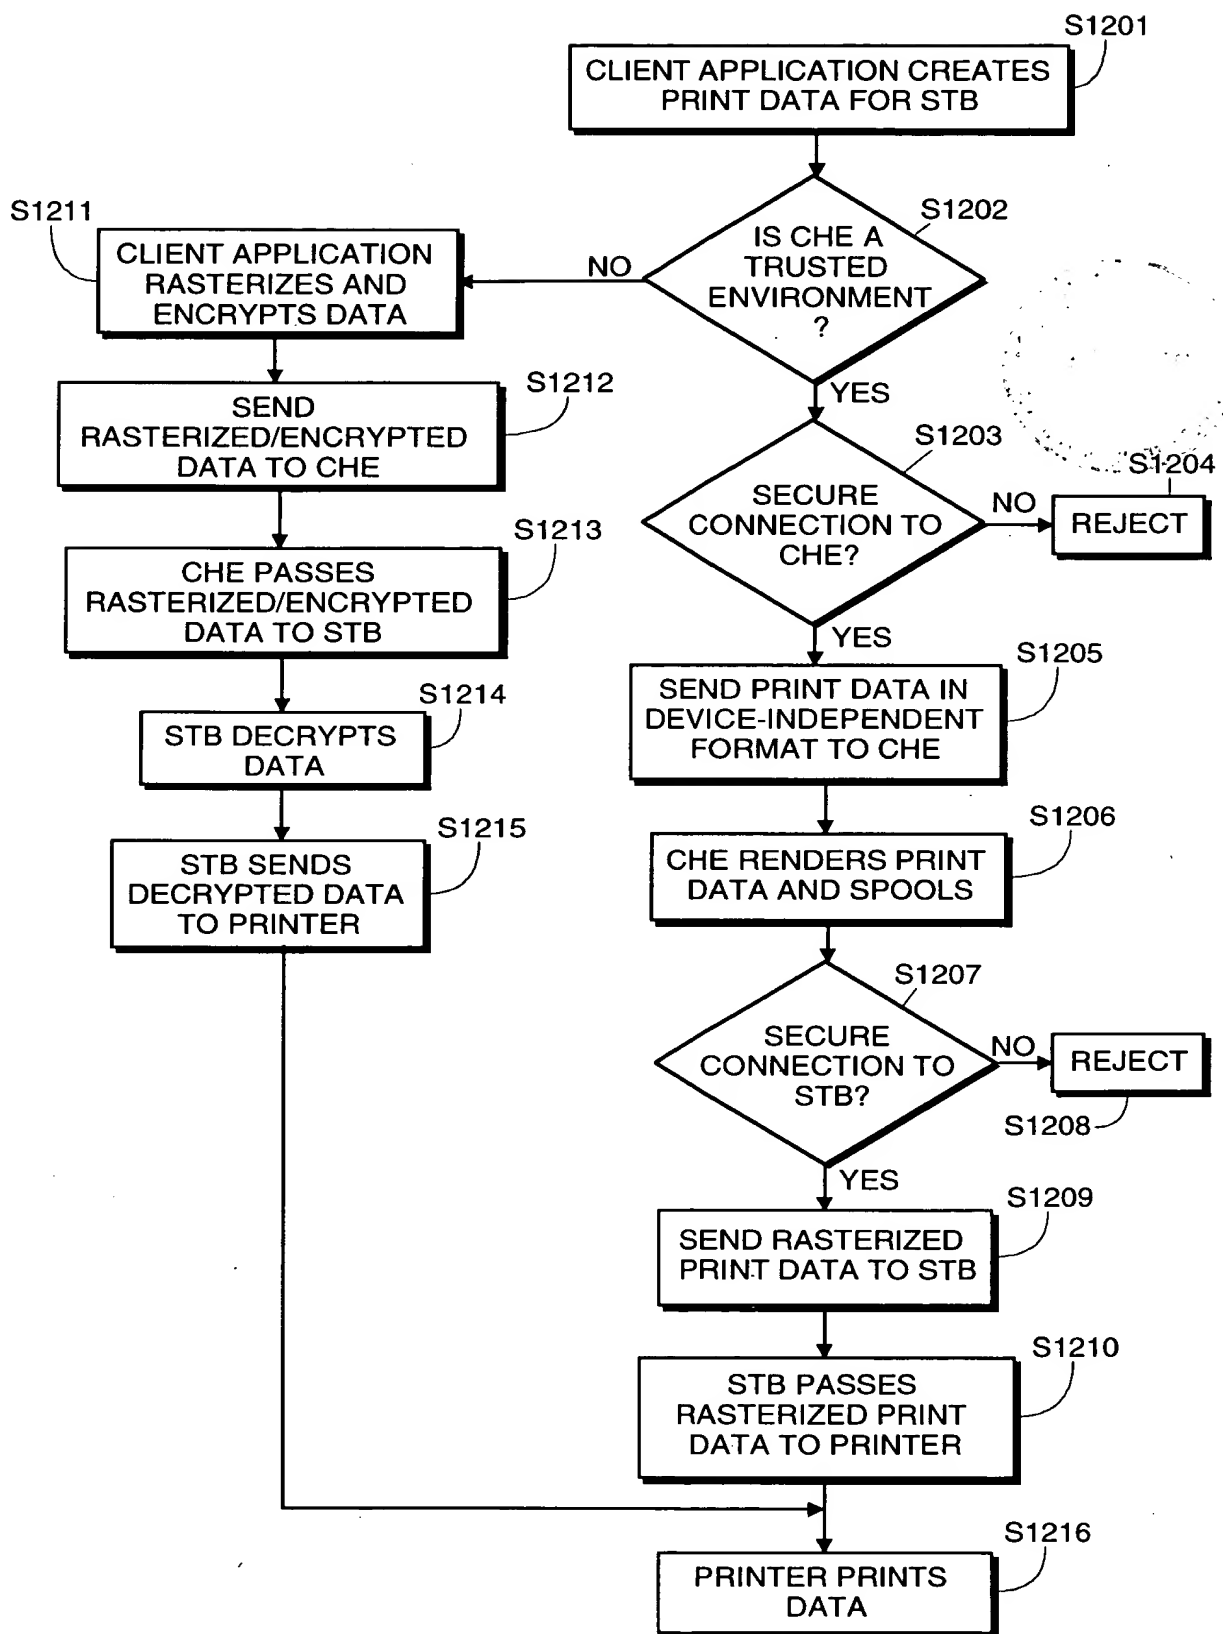 S1201
CLIENT APPLICATION CREATES
PRINT DATA FOR STB
S1202
IS CHE A
TRUSTED
ENVIRONMENT
?
NO
YES
S1211
CLIENT APPLICATION
RASTERIZES AND
ENCRYPTS DATA
S1212
SEND
RASTERIZED/ENCRYPTED
DATA TO CHE
S1213
CHE PASSES
RASTERIZED/ENCRYPTED
DATA TO STB
S1214
STB DECRYPTS
DATA
S1215
STB SENDS
DECRYPTED DATA
TO PRINTER
S1203
SECURE
CONNECTION TO
CHE?
NO
S1204
REJECT
YES
S1205
SEND PRINT DATA IN
DEVICE-INDEPENDENT
FORMAT TO CHE
S1206
CHE RENDERS PRINT
DATA AND SPOOLS
S1207
SECURE
CONNECTION TO
STB?
NO
REJECT
S1208
YES
S1209
SEND RASTERIZED
PRINT DATA TO STB
S1210
STB PASSES
RASTERIZED PRINT
DATA TO PRINTER
S1216
PRINTER PRINTS
DATA